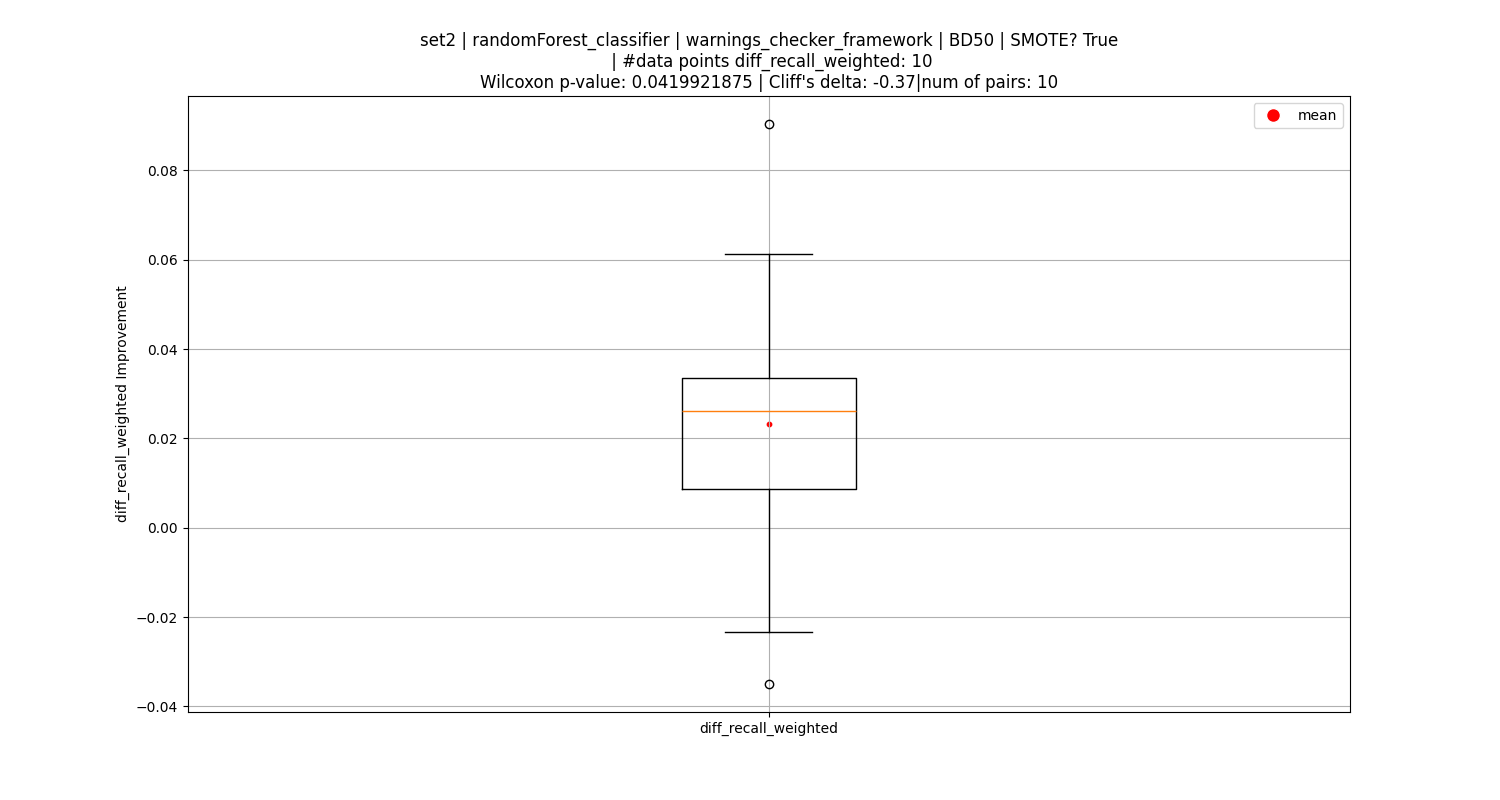 set2 | randomForest_classifier | warnings_checker_framework | BD50 | SMOTE? True
| #data points diff_recall_weighted: 10
Wilcoxon p-value: 0.0419921875 | Cliff's delta: -0.37|num of pairs: 10
mean
0.08
0.06
0.04
0.02
0.00
−0.02
−0.04
diff_recall_weighted Improvement
diff_recall_weighted